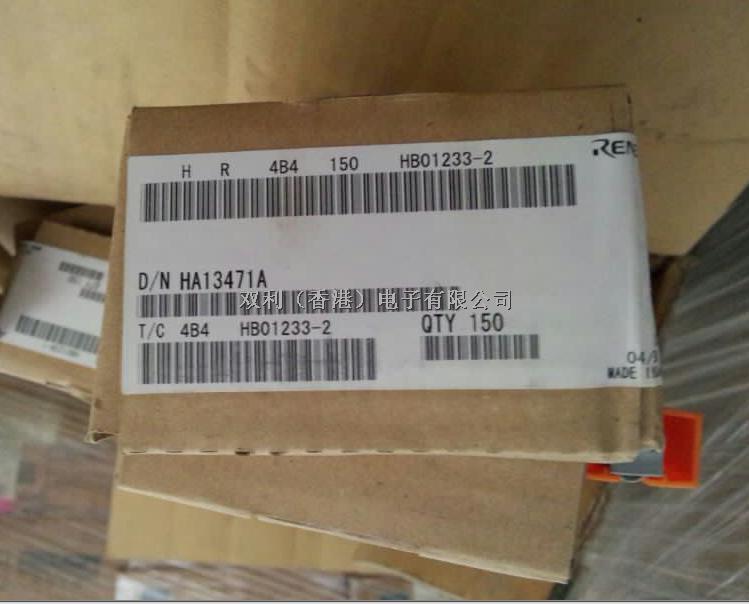 H R 4B4 150 HB01233-2
D/N HA13471A
双利（香港）电子有限公司
T/C 4B4 HB01233-2
QTY 150
04/
MADE